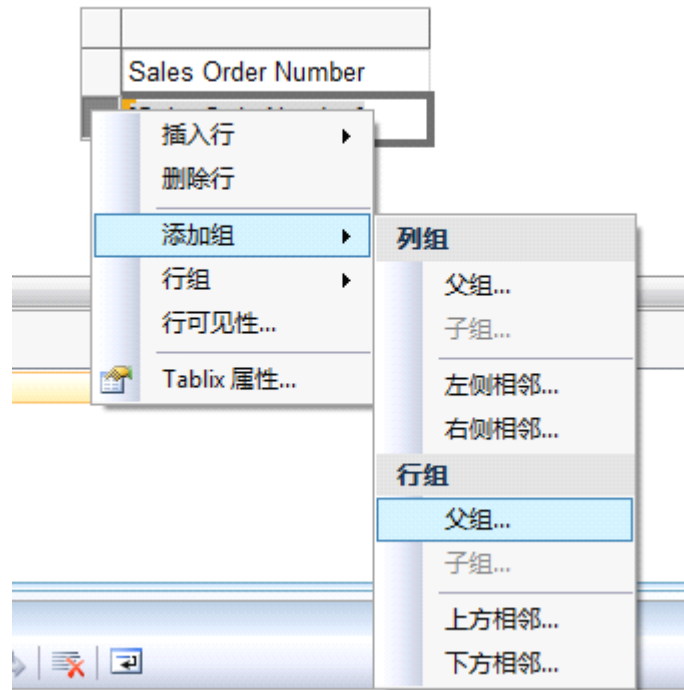 Sales Order Number
插入行
删除行
添加组
行组
行可见性...
Tablix 属性...
列组
父组...
子组...
左侧相邻...
右侧相邻...
行组
父组...
子组...
上方相邻...
下方相邻...